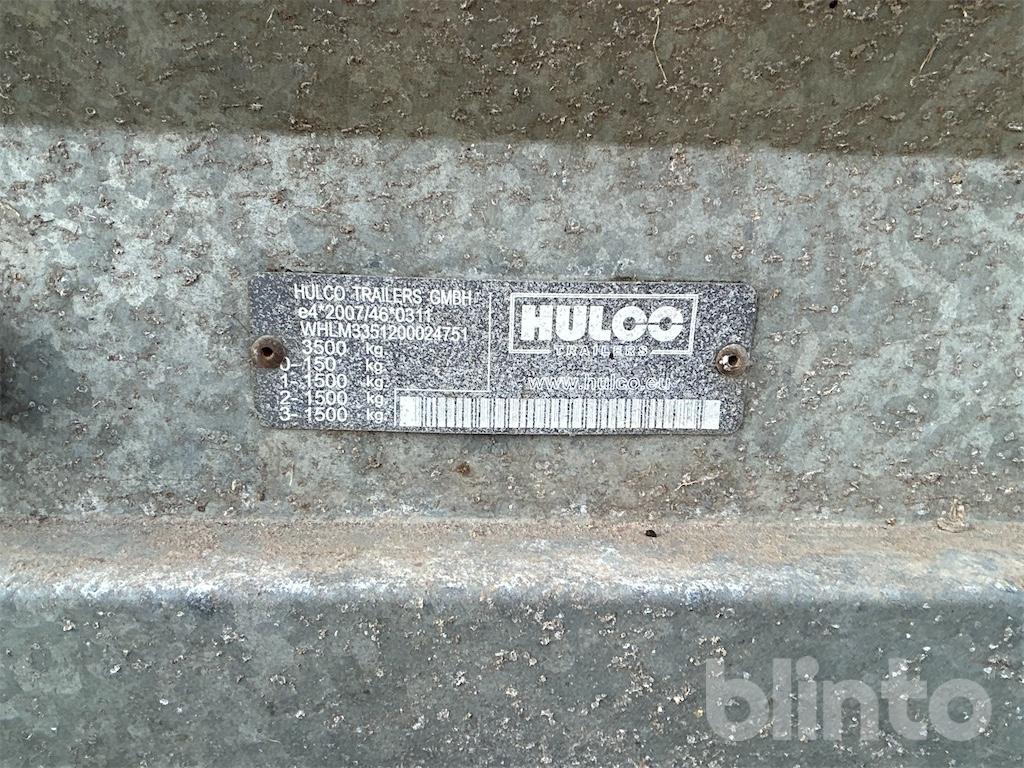 HULCO TRAILERS GMBH
e4*2007/46*0311
WHLM3351200024751
3500 kg
0- 150 kg
1- 1500 kg
2- 1500 kg
3- 1500 kg
HULCO
TRAILERS
www.hulco.eu
blinto